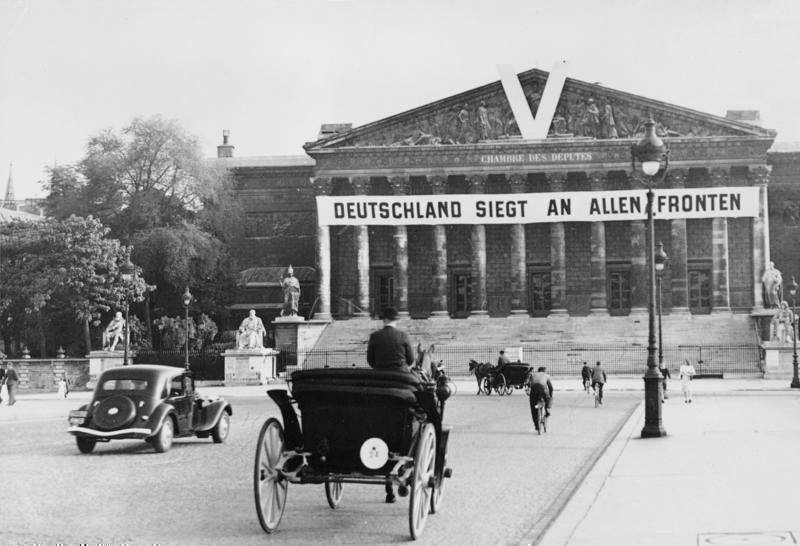 V
CHAMBRE DES DEPUTES
DEUTSCHLAND SIEGT AN ALLEN FRONTEN